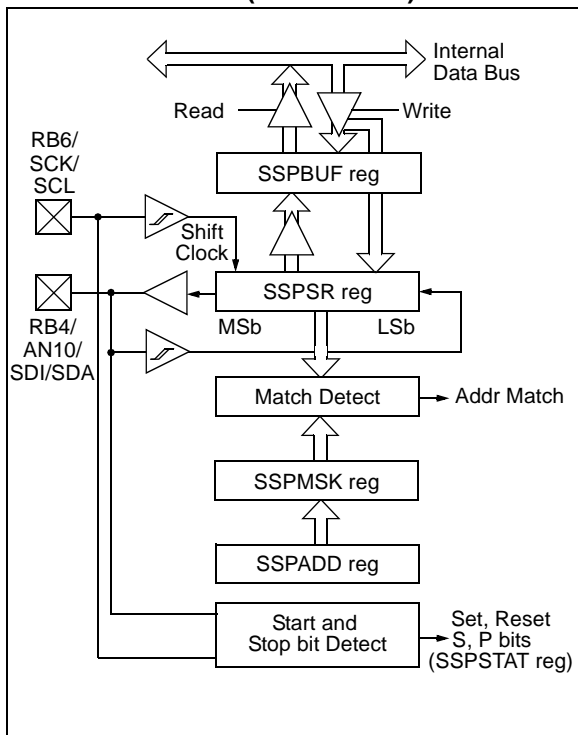 Internal
Data Bus
Read
Write
RB6/
SCK/
SCL
SSPBUF reg
Shift
Clock
SSPSR reg
MSb
LSb
RB4/
AN10/
SDI/SDA
Match Detect
Addr Match
SSPMSK reg
SSPADD reg
Start and
Stop bit Detect
Set, Reset
S, P bits
(SSPSTAT reg)